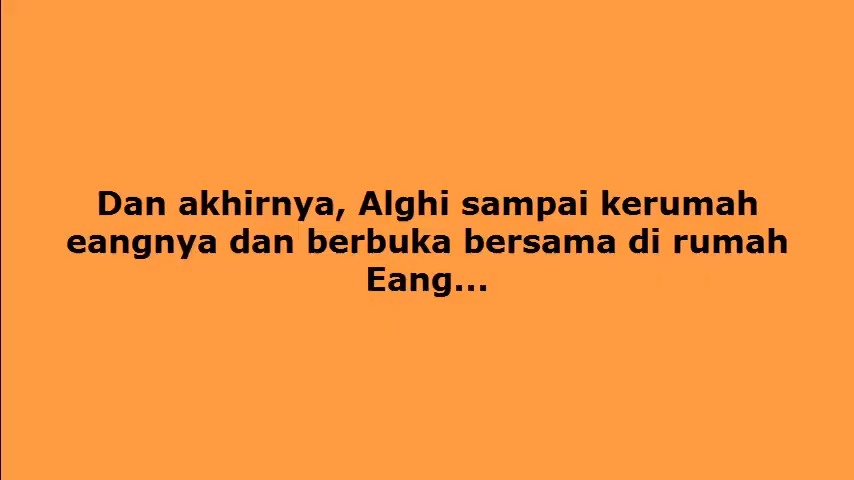 Dan akhirnya, Alghi sampai kerumah
eangnya dan berbuka bersama di rumah
Eang...